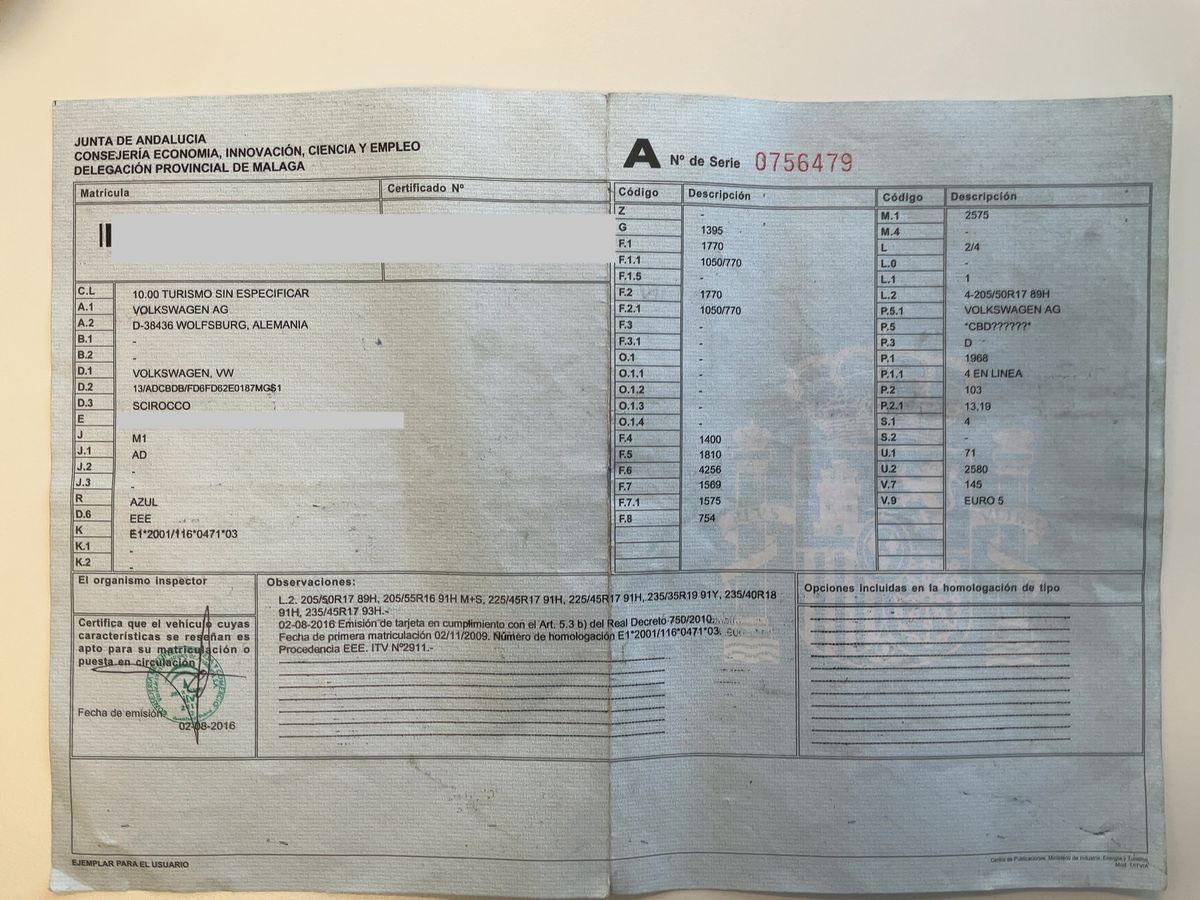 JUNTA DE ANDALUCIA
CONSEJERÍA ECONOMIA, INNOVACIÓN, CIENCIA Y EMPLEO
DELEGACIÓN PROVINCIAL DE MALAGA
A Nº de Serie 0756479
Matrícula
Certificado Nº
C.L 10.00 TURISMO SIN ESPECIFICAR
A.1 VOLKSWAGEN AG
A.2 D-38436 WOLFSBURG, ALEMANIA
B.1 -
B.2 -
D.1 VOLKSWAGEN, VW
D.2 13/ADCBDB/FD6FD62E0187MGS1
D.3 SCIROCCO
E
J M1
J.1 AD
J.2 -
J.3 -
R AZUL
D.6 EEE
K E1*2001/116*0471*03
K.1 -
K.2 -
Código Descripción
Z -
G 1395
F.1 1770
F.1.1 1050/770
F.1.5 -
F.2 1770
F.2.1 1050/770
F.3 -
F.3.1 -
O.1 -
O.1.1 -
O.1.2 -
O.1.3 -
O.1.4 -
F.4 1400
F.5 1810
F.6 4256
F.7 1569
F.7.1 1575
F.8 754
Código Descripción
M.1 2575
M.4 -
L 2/4
L.0 -
L.1 1
L.2 4-205/50R17 89H
P.5.1 VOLKSWAGEN AG
P.5 *CBD??????*
P.3 D
P.1 1968
P.1.1 4 EN LINEA
P.2 103
P.2.1 13,19
S.1 4
S.2 -
U.1 71
U.2 2580
V.7 145
V.9 EURO 5
El organismo inspector
Certifica que el vehículo cuyas
características se reseñan es
apto para su matriculación o
puesta en circulación
Fecha de emisión
02-08-2016
Observaciones:
L.2. 205/50R17 89H, 205/55R16 91H M+S, 225/45R17 91H, 225/45R17 91H, 235/35R19 91Y, 235/40R18
91H, 235/45R17 93H.-
02-08-2016 Emisión de tarjeta en cumplimiento con el Art. 5.3 b) del Real Decreto 750/2010,
Fecha de primera matriculación 02/11/2009. Número de homologación E1*2001/116*0471*03.
Procedencia EEE. ITV Nº2911.-
Opciones incluidas en la homologación de tipo
EJEMPLAR PARA EL USUARIO
Centro de Publicaciones, Ministerio de Industria, Energía y Turismo